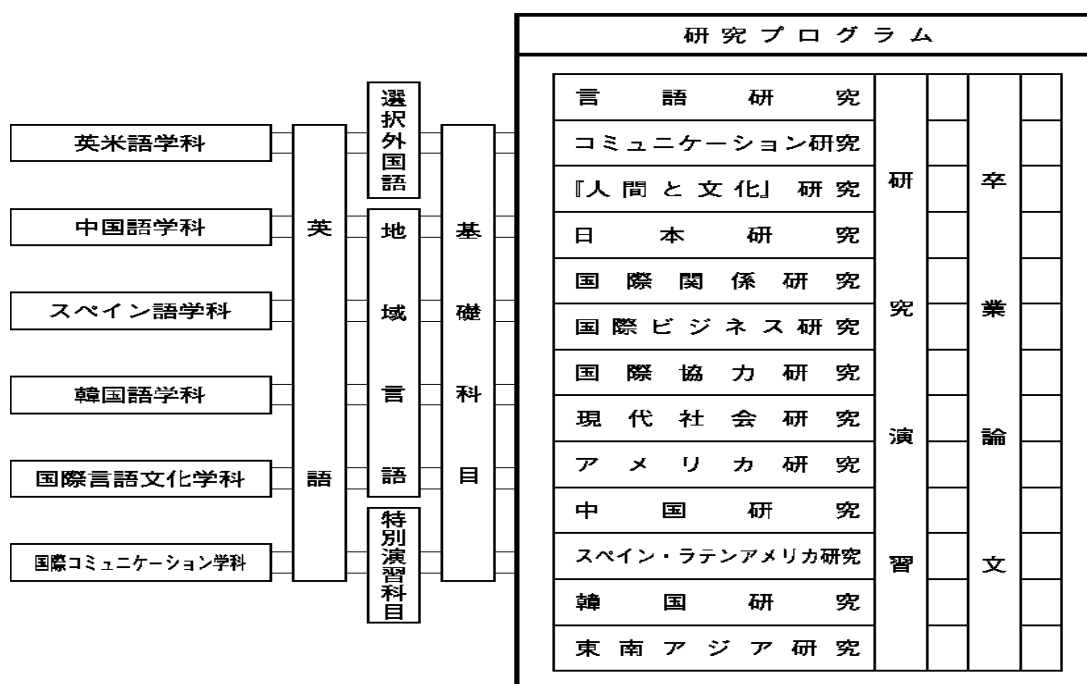 研究プログラム
英米語学科
中国語学科
スペイン語学科
韓国語学科
国際言語文化学科
国際コミュニケーション学科
英語
選択外国語
地域言語
特別演習科目
基礎科目
言語研究
コミュニケーション研究
『人間と文化』研究
日本研究
国際関係研究
国際ビジネス研究
国際協力研究
現代社会研究
アメリカ研究
中国研究
スペイン・ラテンアメリカ研究
韓国研究
東南アジア研究
研究演習
卒業論文